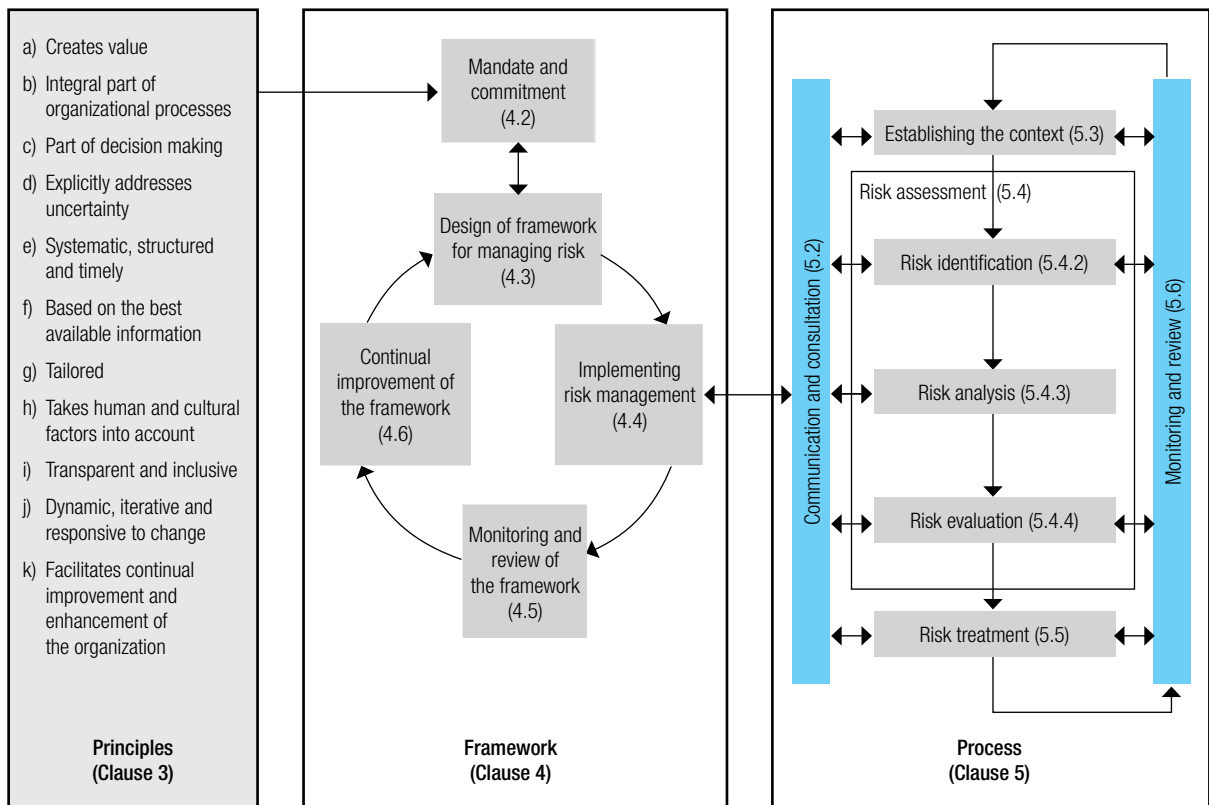 a) Creates value
b) Integral part of
organizational processes
c) Part of decision making
d) Explicitly addresses
uncertainty
e) Systematic, structured
and timely
f) Based on the best
available information
g) Tailored
h) Takes human and cultural
factors into account
i) Transparent and inclusive
j) Dynamic, iterative and
responsive to change
k) Facilitates continual
improvement and
enhancement of
the organization
Principles
(Clause 3)
Mandate and
commitment
(4.2)
Design of framework
for managing risk
(4.3)
Implementing
risk management
(4.4)
Continual
improvement of
the framework
(4.6)
Monitoring and
review of
the framework
(4.5)
Framework
(Clause 4)
Communication and consultation (5.2)
Establishing the context (5.3)
Risk assessment (5.4)
Risk identification (5.4.2)
Risk analysis (5.4.3)
Risk evaluation (5.4.4)
Risk treatment (5.5)
Monitoring and review (5.6)
Process
(Clause 5)